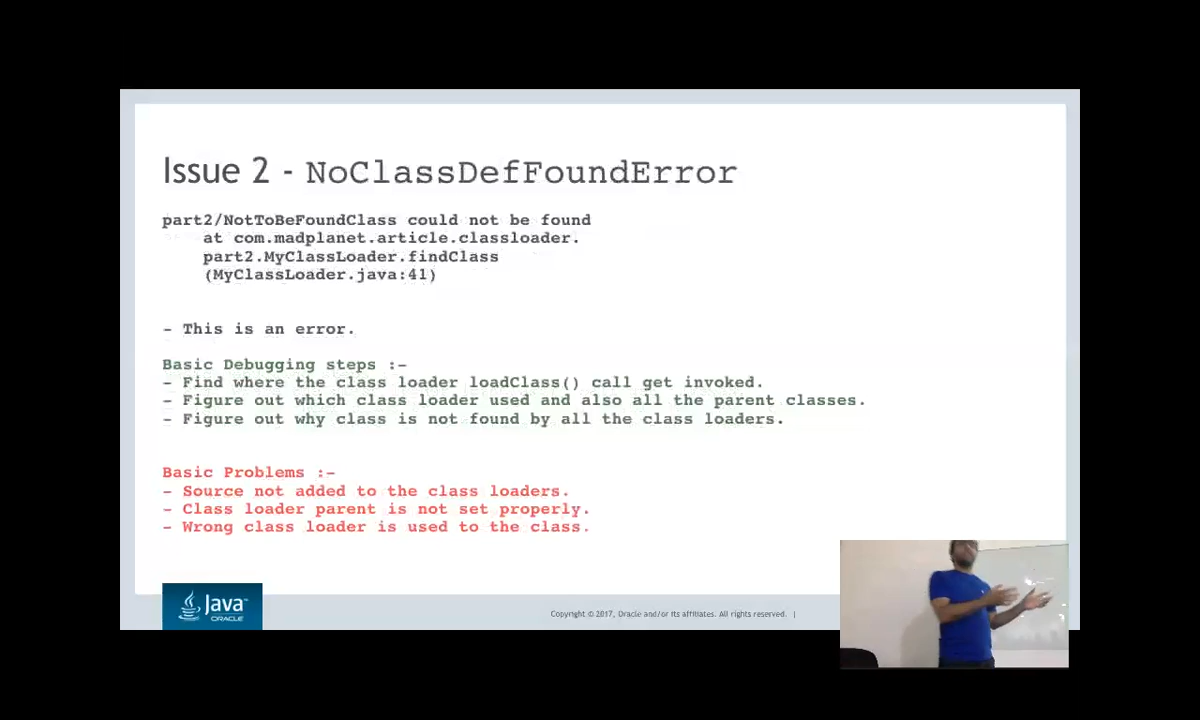 Issue 2 - NoClassDefFoundError
part2/NotToBeFoundClass could not be found
at com.madplanet.article.classloader.
part2.MyClassLoader.findClass
(MyClassLoader.java:41)
- This is an error.
Basic Debugging steps :-
- Find where the class loader loadClass() call get invoked.
- Figure out which class loader used and also all the parent classes.
- Figure out why class is not found by all the class loaders.
Basic Problems :-
- Source not added to the class loaders.
- Class loader parent is not set properly.
- Wrong class loader is used to the class.
Java™
ORACLE
Copyright © 2017, Oracle and/or its affiliates. All rights reserved. |